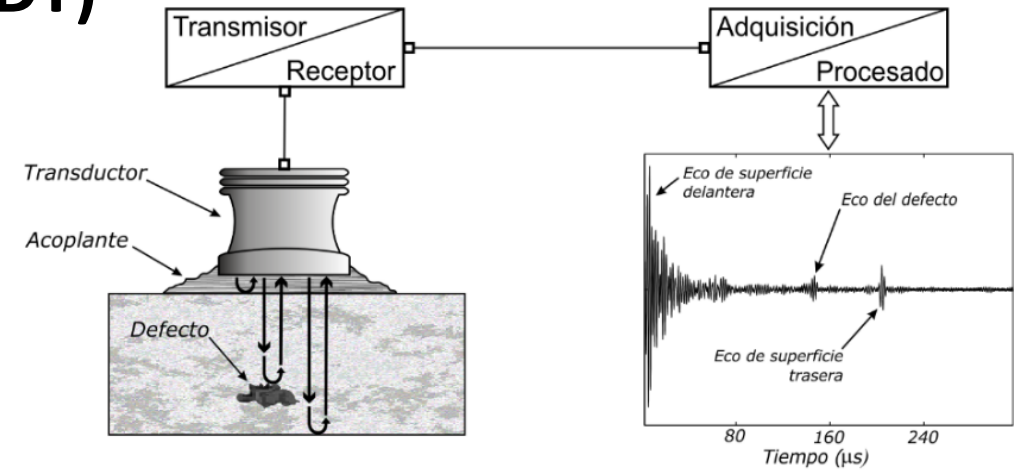 DT)
Transmisor
Receptor
Adquisición
Procesado
Transductor
Acoplante
Defecto
Eco de superficie
delantera
Eco del defecto
Eco de superficie
trasera
80 160 240
Tiempo (μs)